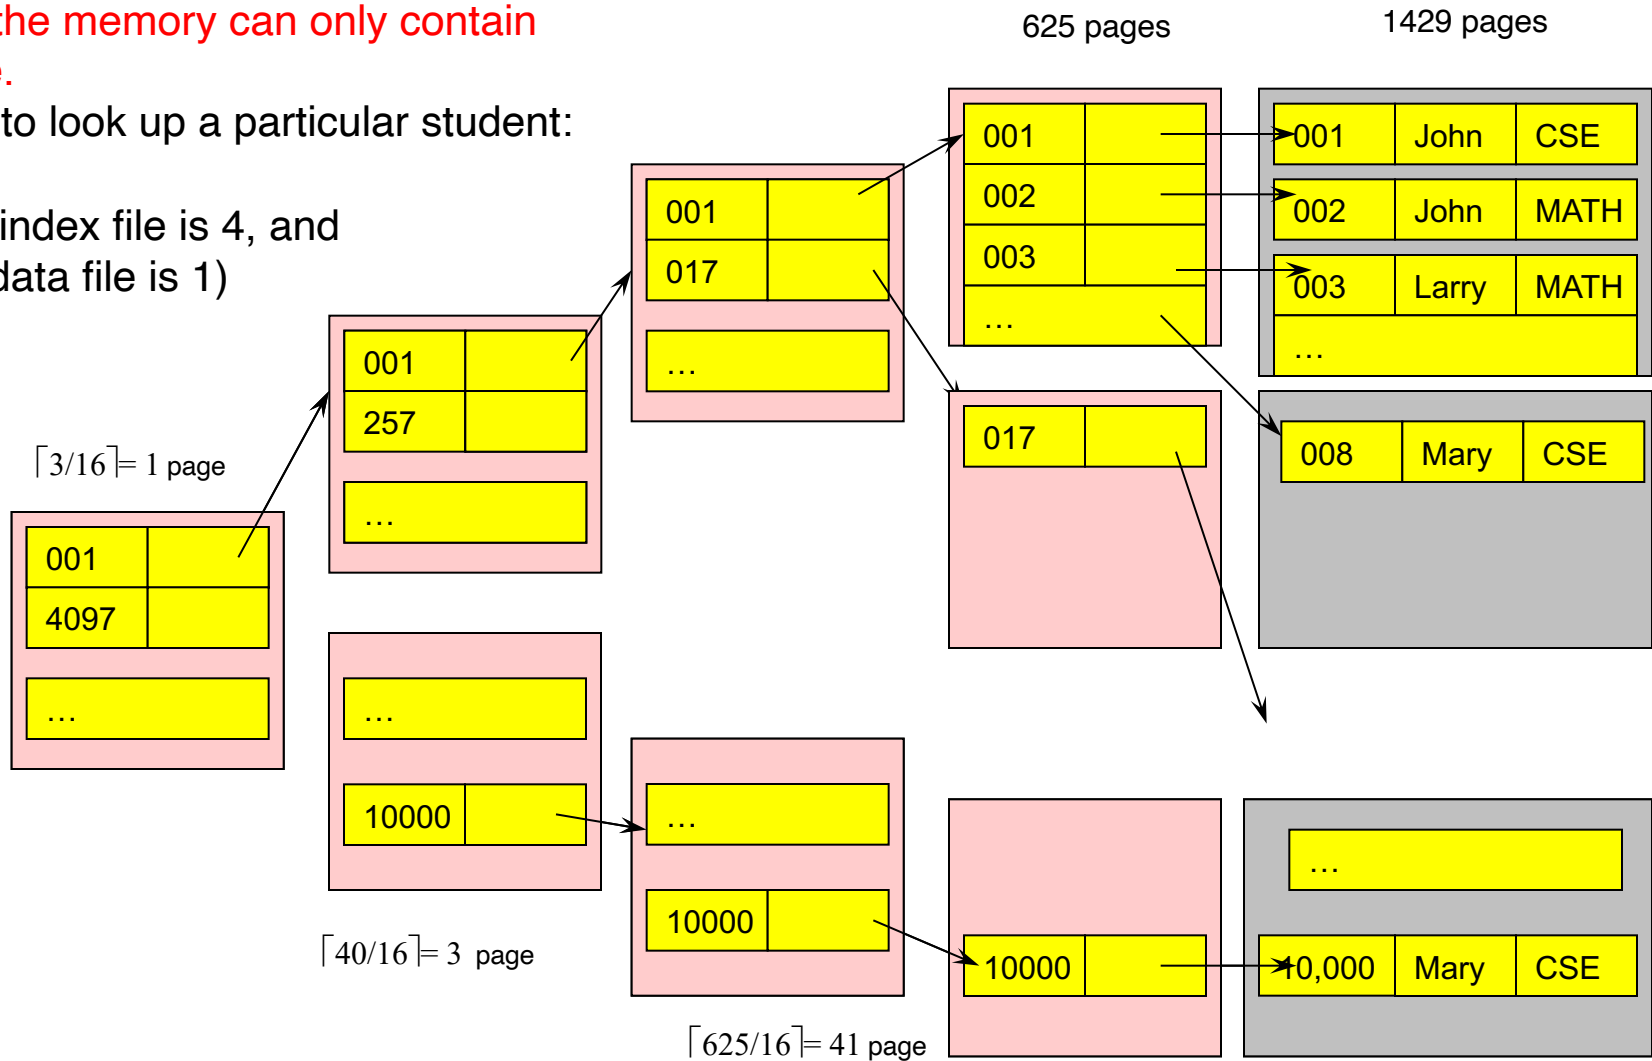 the memory can only contain
e.
to look up a particular student:
index file is 4, and
data file is 1)
625 pages
1429 pages
⌈3/16⌉= 1 page
001
4097
…
001
257
…
…
10000
⌈40/16⌉= 3 page
001
017
…
…
10000
⌈625/16⌉= 41 page
001
002
003
…
017
10000
001 John CSE
002 John MATH
003 Larry MATH
…
008 Mary CSE
…
10,000 Mary CSE